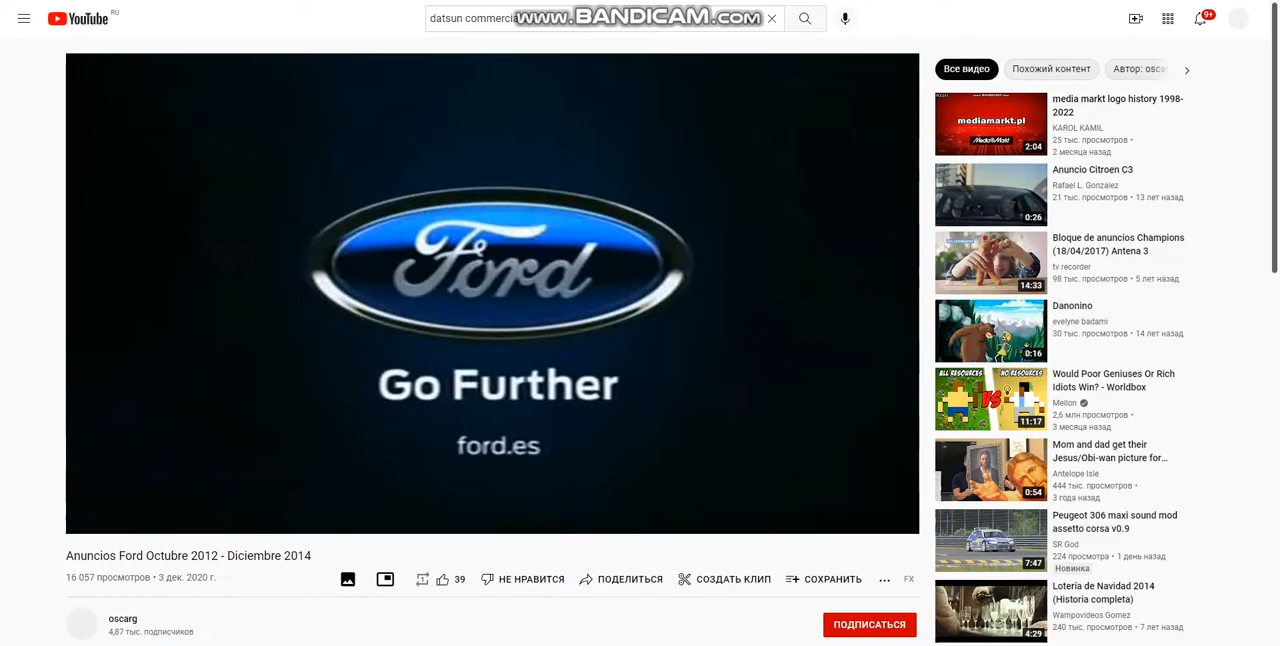 YouTube RU
datsun commercia
www.BANDICAM.com
9+
Ford
Go Further
ford.es
Anuncios Ford Octubre 2012 - Diciembre 2014
16 057 просмотров • 3 дек. 2020 г.
39
НЕ НРАВИТСЯ
ПОДЕЛИТЬСЯ
СОЗДАТЬ КЛИП
СОХРАНИТЬ
FX
oscarg
4,87 тыс. подписчиков
ПОДПИСАТЬСЯ
Все видео
Похожий контент
Автор: osca
mediamarkt.pl
Media Markt
2:04
media markt logo history 1998-
2022
KAROL KAMIL
25 тыс. просмотров •
2 месяца назад
0:26
Anuncio Citroen C3
Rafael L. Gonzalez
21 тыс. просмотров • 13 лет назад
14:33
Bloque de anuncios Champions
(18/04/2017) Antena 3
tv recorder
98 тыс. просмотров • 5 лет назад
0:16
Danonino
evelyne badami
30 тыс. просмотров • 14 лет назад
ALL RESOURCES
NO RESOURCES
VS
11:17
Would Poor Geniuses Or Rich
Idiots Win? - Worldbox
Mellon
2,6 млн просмотров •
3 месяца назад
0:54
Mom and dad get their
Jesus/Obi-wan picture for...
Antelope Isle
444 тыс. просмотров •
3 года назад
7:47
Peugeot 306 maxi sound mod
assetto corsa v0.9
SR God
224 просмотра • 1 день назад
Новинка
4:29
Lotería de Navidad 2014
(Historia completa)
Wampovideos Gomez
240 тыс. просмотров • 7 лет назад